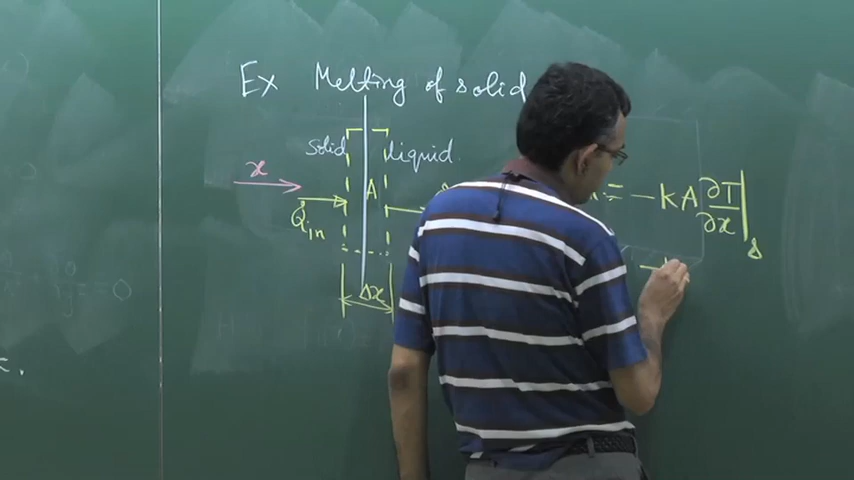 Ex Melting of solid
solid liquid.
x
A
Q̇in
= -kA ∂T/∂x |s
Δx